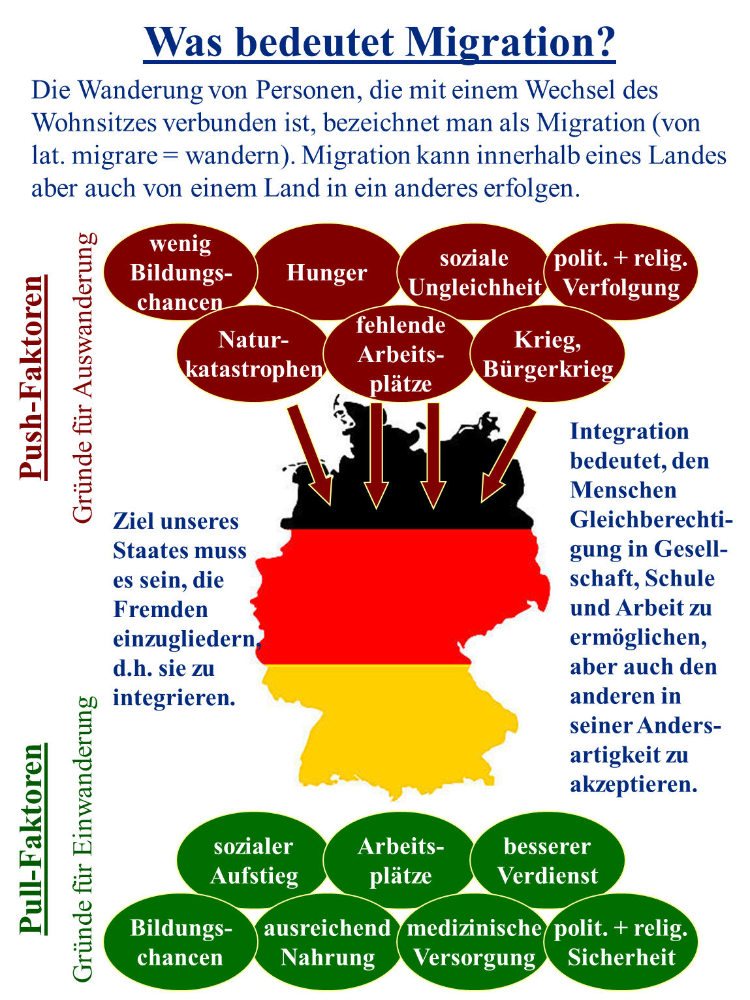 Was bedeutet Migration?
Die Wanderung von Personen, die mit einem Wechsel des
Wohnsitzes verbunden ist, bezeichnet man als Migration (von
lat. migrare = wandern). Migration kann innerhalb eines Landes
aber auch von einem Land in ein anderes erfolgen.
Push-Faktoren
Gründe für Auswanderung
wenig
Bildungs-
chancen
Hunger
soziale
Ungleichheit
polit. + relig.
Verfolgung
Natur-
katastrophen
fehlende
Arbeits-
plätze
Krieg,
Bürgerkrieg
Ziel unseres
Staates muss
es sein, die
Fremden
einzugliedern,
d.h. sie zu
integrieren.
Integration
bedeutet, den
Menschen
Gleichberechti-
gung in Gesell-
schaft, Schule
und Arbeit zu
ermöglichen,
aber auch den
anderen in
seiner Anders-
artigkeit zu
akzeptieren.
Pull-Faktoren
Gründe für Einwanderung
sozialer
Aufstieg
Arbeits-
plätze
besserer
Verdienst
Bildungs-
chancen
ausreichend
Nahrung
medizinische
Versorgung
polit. + relig.
Sicherheit